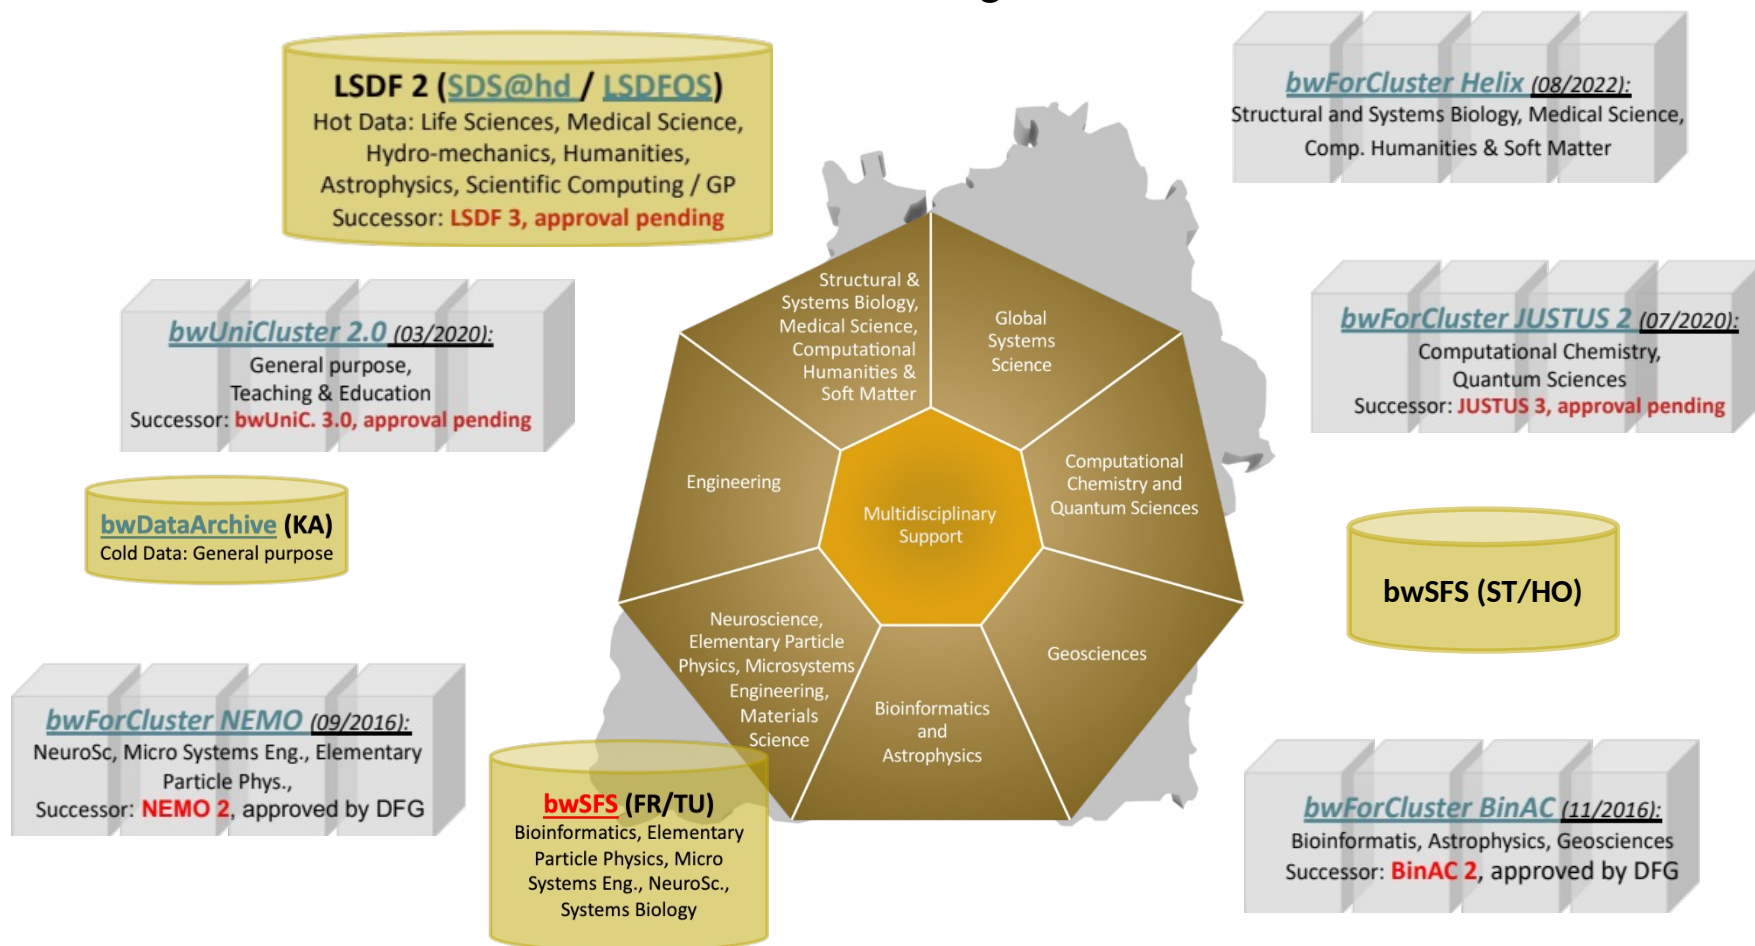 LSDF 2 (SDS@hd / LSDFOS)
Hot Data: Life Sciences, Medical Science,
Hydro-mechanics, Humanities,
Astrophysics, Scientific Computing / GP
Successor: LSDF 3, approval pending
bwForCluster Helix (08/2022):
Structural and Systems Biology, Medical Science,
Comp. Humanities & Soft Matter
bwUniCluster 2.0 (03/2020):
General purpose,
Teaching & Education
Successor: bwUniC. 3.0, approval pending
bwForCluster JUSTUS 2 (07/2020):
Computational Chemistry,
Quantum Sciences
Successor: JUSTUS 3, approval pending
Structural &
Systems Biology,
Medical Science,
Computational
Humanities &
Soft Matter
Global
Systems
Science
Engineering
Computational
Chemistry and
Quantum Sciences
Multidisciplinary
Support
bwDataArchive (KA)
Cold Data: General purpose
bwSFS (ST/HO)
Neuroscience,
Elementary Particle
Physics, Microsystems
Engineering,
Materials
Science
Geosciences
Bioinformatics
and
Astrophysics
bwForCluster NEMO (09/2016):
NeuroSc, Micro Systems Eng., Elementary
Particle Phys.,
Successor: NEMO 2, approved by DFG
bwSFS (FR/TU)
Bioinformatics, Elementary
Particle Physics, Micro
Systems Eng., NeuroSc.,
Systems Biology
bwForCluster BinAC (11/2016):
Bioinformatis, Astrophysics, Geosciences
Successor: BinAC 2, approved by DFG